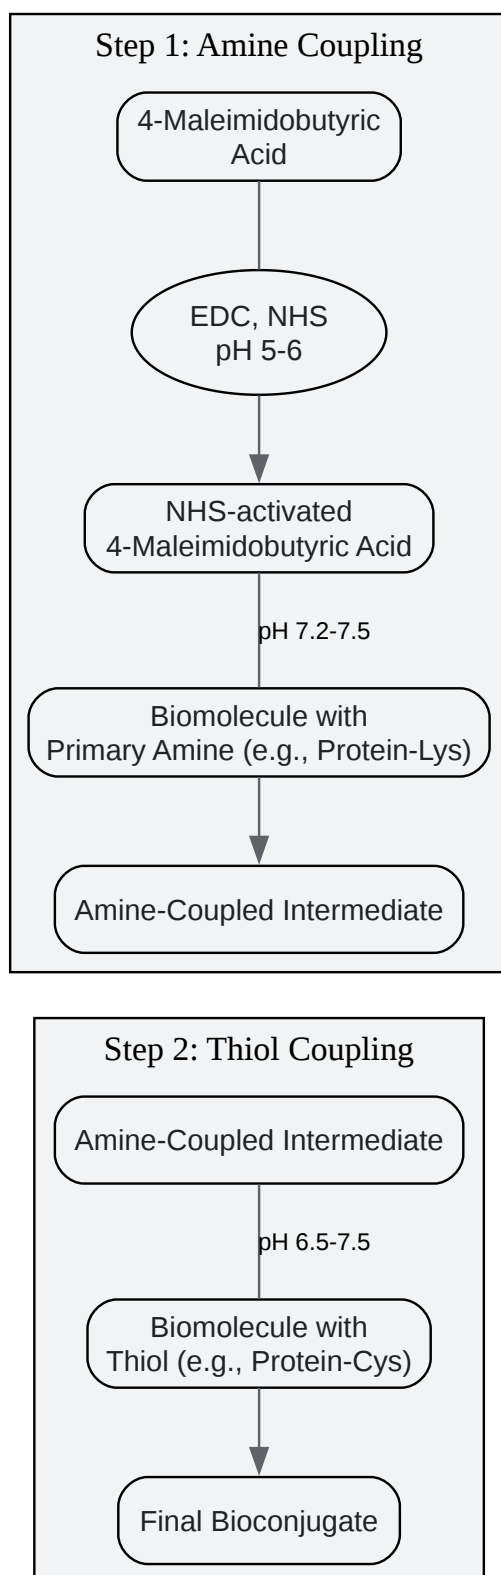 Step 1: Amine Coupling
4-Maleimidobutyric
Acid
EDC, NHS
pH 5-6
NHS-activated
4-Maleimidobutyric Acid
pH 7.2-7.5
Biomolecule with
Primary Amine (e.g., Protein-Lys)
Amine-Coupled Intermediate
Step 2: Thiol Coupling
Amine-Coupled Intermediate
pH 6.5-7.5
Biomolecule with
Thiol (e.g., Protein-Cys)
Final Bioconjugate